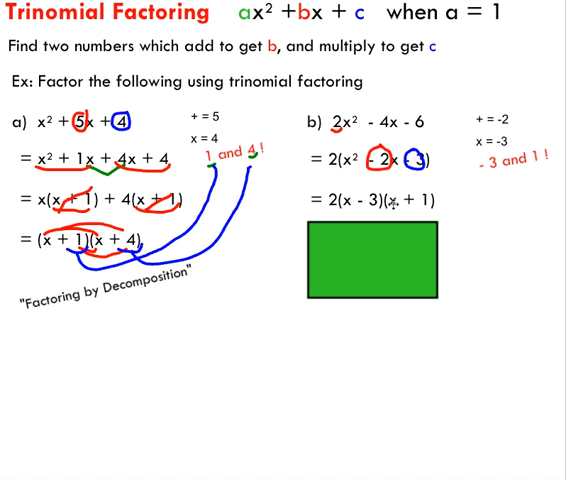 Trinomial Factoring ax² +bx + c when a = 1
Find two numbers which add to get b, and multiply to get c
Ex: Factor the following using trinomial factoring
a) x² + 5x + 4
+ = 5
x = 4
1 and 4!
= x² + 1x + 4x + 4
= x(x + 1) + 4(x + 1)
= (x + 1)(x + 4)
"Factoring by Decomposition"
b) 2x² - 4x - 6
+ = -2
x = -3
- 3 and 1 !
= 2(x² - 2x - 3)
= 2(x - 3)(x + 1)